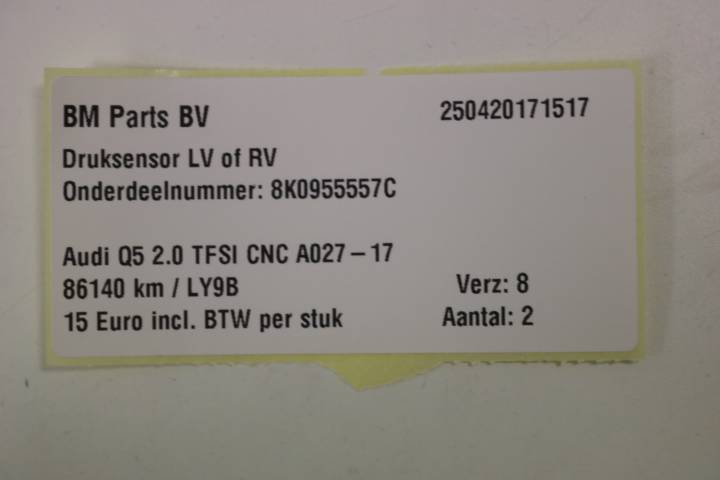 BM Parts BV 250420171517
Druksensor LV of RV
Onderdeelnummer: 8K0955557C
Audi Q5 2.0 TFSI CNC A027 – 17
86140 km / LY9B Verz: 8
15 Euro incl. BTW per stuk Aantal: 2